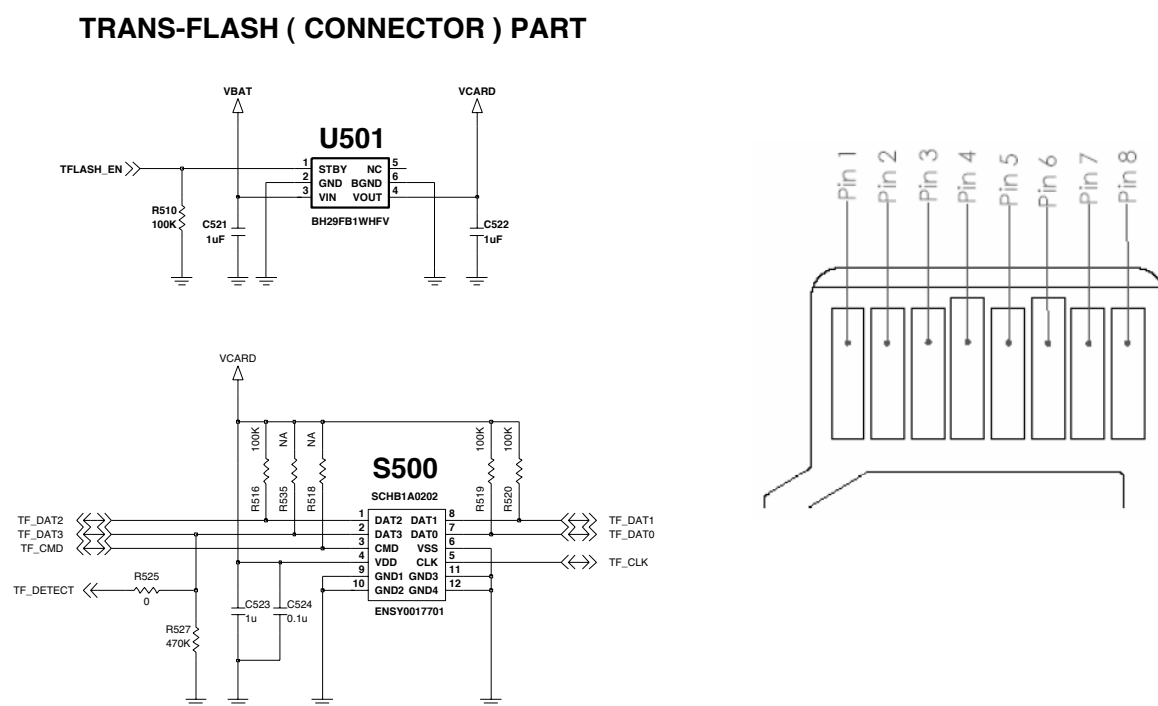 TRANS-FLASH ( CONNECTOR ) PART
VBAT
VCARD
U501
TFLASH_EN
1 STBY NC 5
2 GND BGND 6
3 VIN VOUT 4
BH29FB1WHFV
R510
100K
C521
1uF
C522
1uF
Pin 1
Pin 2
Pin 3
Pin 4
Pin 5
Pin 6
Pin 7
Pin 8
VCARD
100K
NA
NA
100K
100K
R516
R535
R518
R519
R520
S500
SCHB1A0202
TF_DAT2 1 DAT2 DAT1 8 TF_DAT1
TF_DAT3 2 DAT3 DAT0 7 TF_DAT0
TF_CMD 3 CMD VSS 6
4 VDD CLK 5 TF_CLK
9 GND1 GND3 11
10 GND2 GND4 12
ENSY0017701
TF_DETECT
R525
0
R527
470K
C523
1u
C524
0.1u